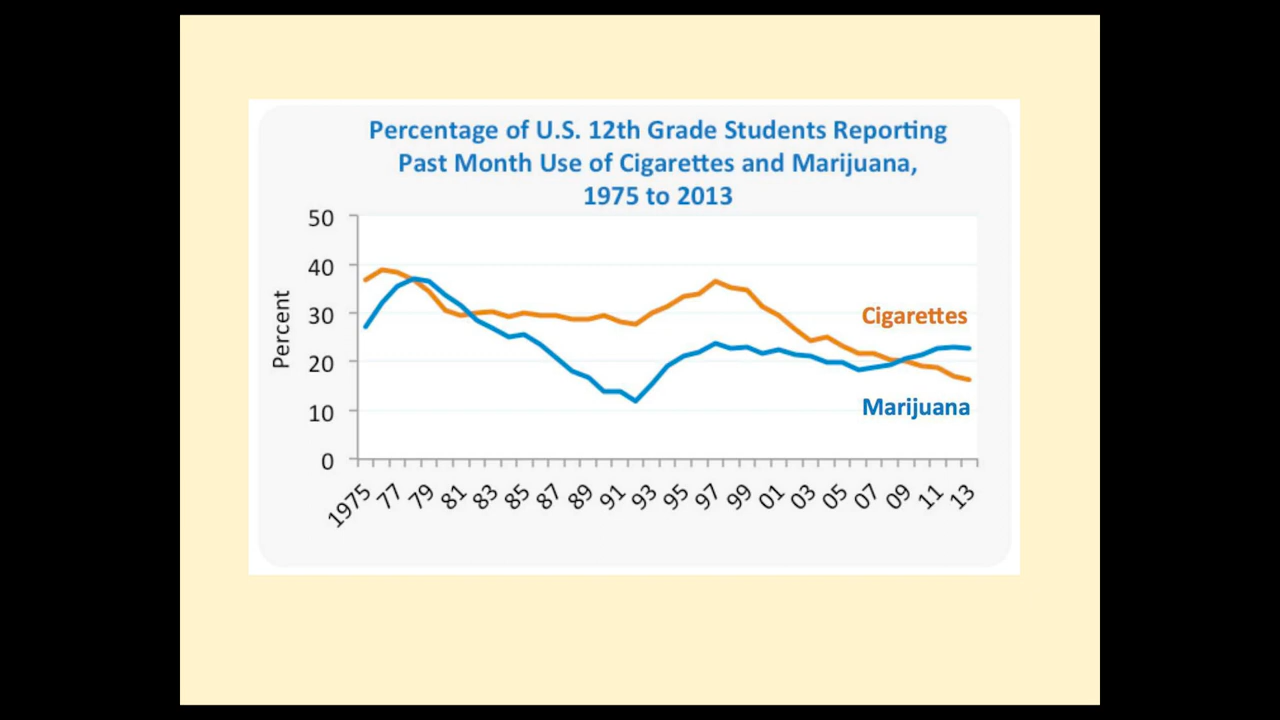 Percentage of U.S. 12th Grade Students Reporting
Past Month Use of Cigarettes and Marijuana,
1975 to 2013
50
40
30
20
10
0
Percent
Cigarettes
Marijuana
1975 77 79 81 83 85 87 89 91 93 95 97 99 01 03 05 07 09 11 13